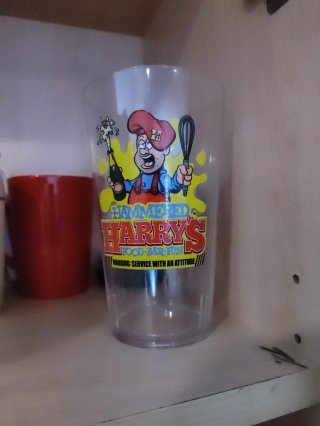 HAMMERED
HARRY'S
FOOD-BAR-FUN
WARNING: SERVICE WITH AN ATTITUDE!!!!